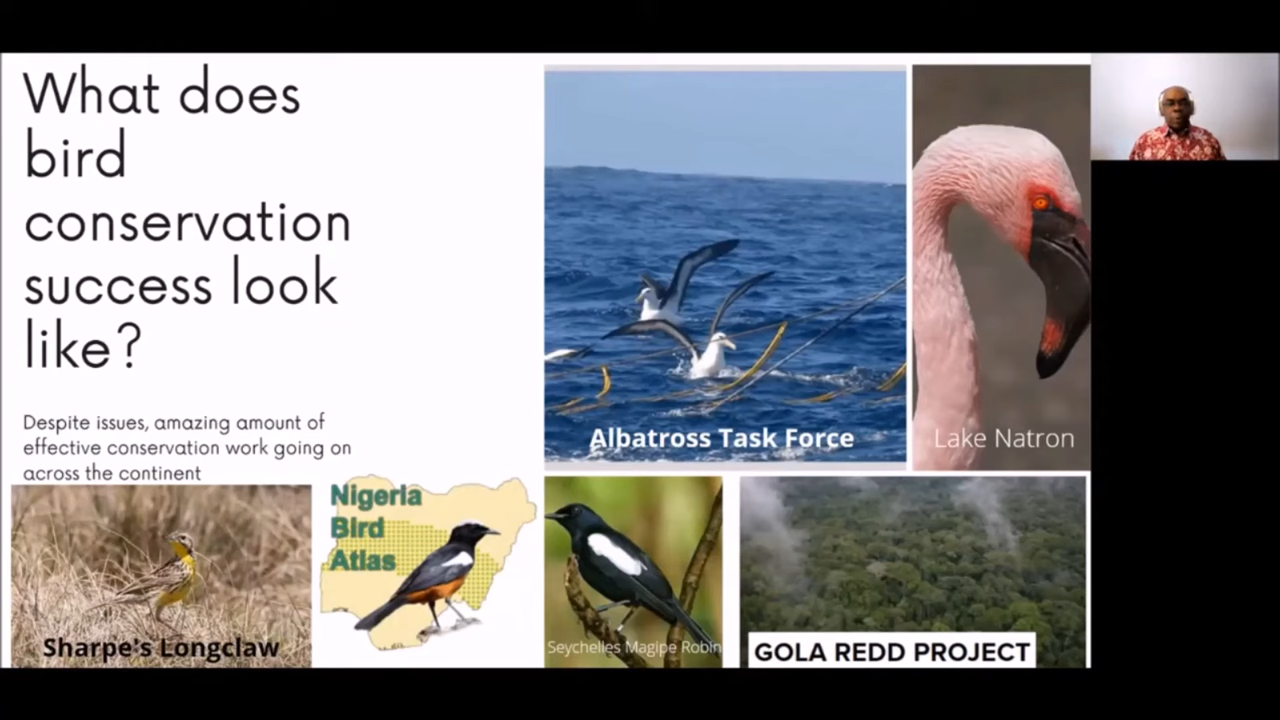 What does
bird
conservation
success look
like?
Despite issues, amazing amount of
effective conservation work going on
across the continent
Albatross Task Force
Lake Natron
Sharpe's Longclaw
Nigeria
Bird
Atlas
Seychelles Magipe Robin
GOLA REDD PROJECT